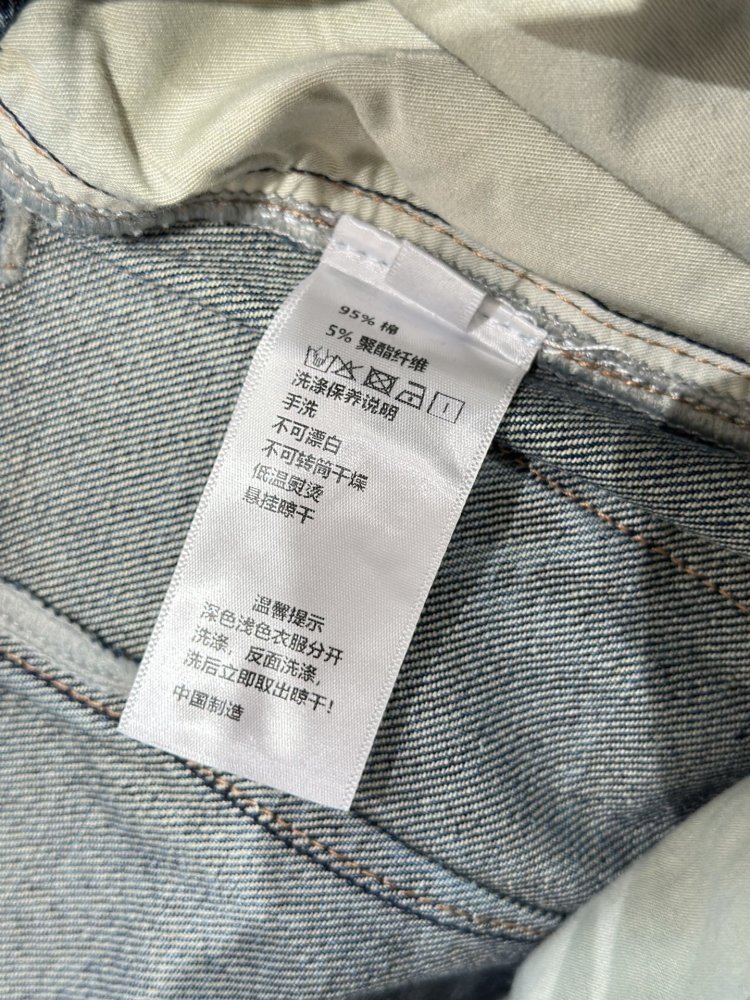 95% 棉
5% 聚酯纤维
洗涤保养说明
手洗
不可漂白
不可转筒干燥
低温熨烫
悬挂晾干
温馨提示
深色浅色衣服分开
洗涤，反面洗涤，
洗后立即取出晾干！
中国制造